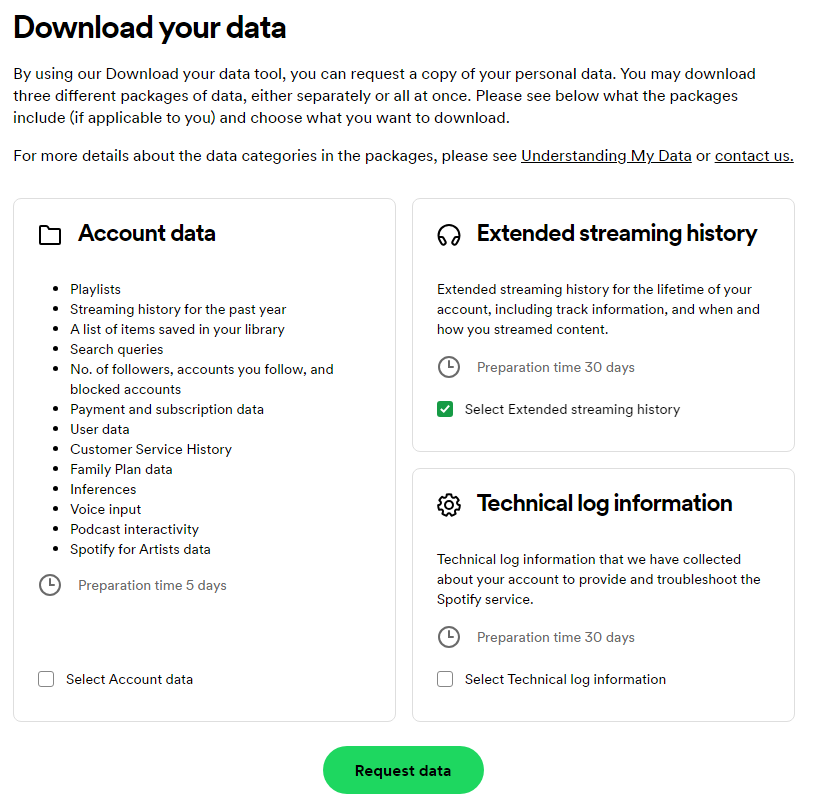 Download your data
By using our Download your data tool, you can request a copy of your personal data. You may download
three different packages of data, either separately or all at once. Please see below what the packages
include (if applicable to you) and choose what you want to download.
For more details about the data categories in the packages, please see Understanding My Data or contact us.
Account data
Playlists
Streaming history for the past year
A list of items saved in your library
Search queries
No. of followers, accounts you follow, and
blocked accounts
Payment and subscription data
User data
Customer Service History
Family Plan data
Inferences
Voice input
Podcast interactivity
Spotify for Artists data
Preparation time 5 days
Select Account data
Extended streaming history
Extended streaming history for the lifetime of your
account, including track information, and when and
how you streamed content.
Preparation time 30 days
Select Extended streaming history
Technical log information
Technical log information that we have collected
about your account to provide and troubleshoot the
Spotify service.
Preparation time 30 days
Select Technical log information
Request data